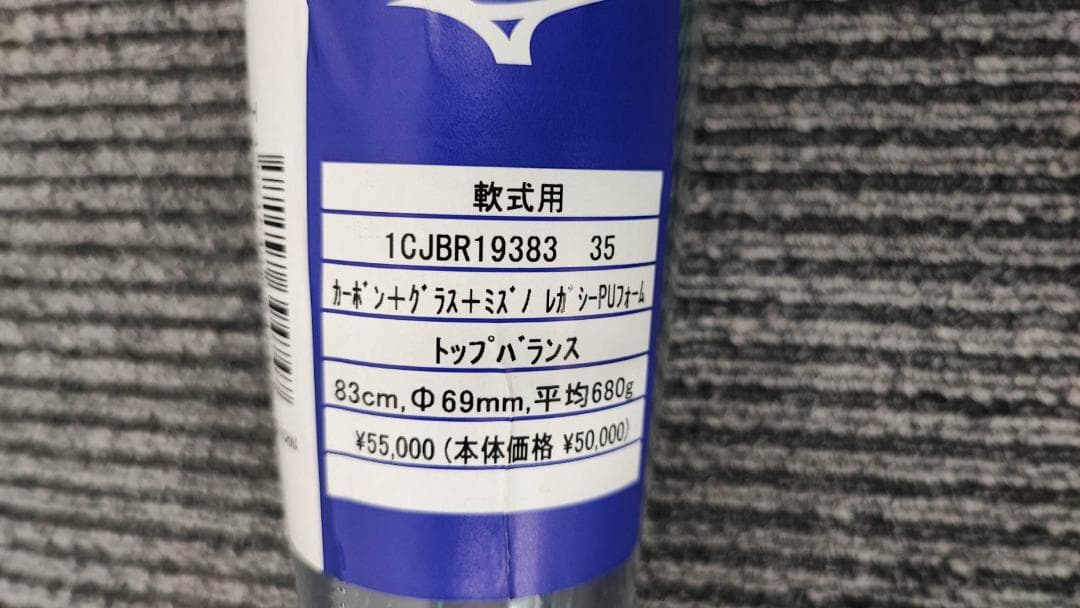 軟式用
1CJBR19383 35
ｶｰﾎﾞﾝ＋ｸﾞﾗｽ＋ﾐｽﾞﾉ ﾚｶﾞｼｰPUﾌｫｰﾑ
トップバランス
83cm,Φ69mm,平均680g
¥55,000 (本体価格 ¥50,000)